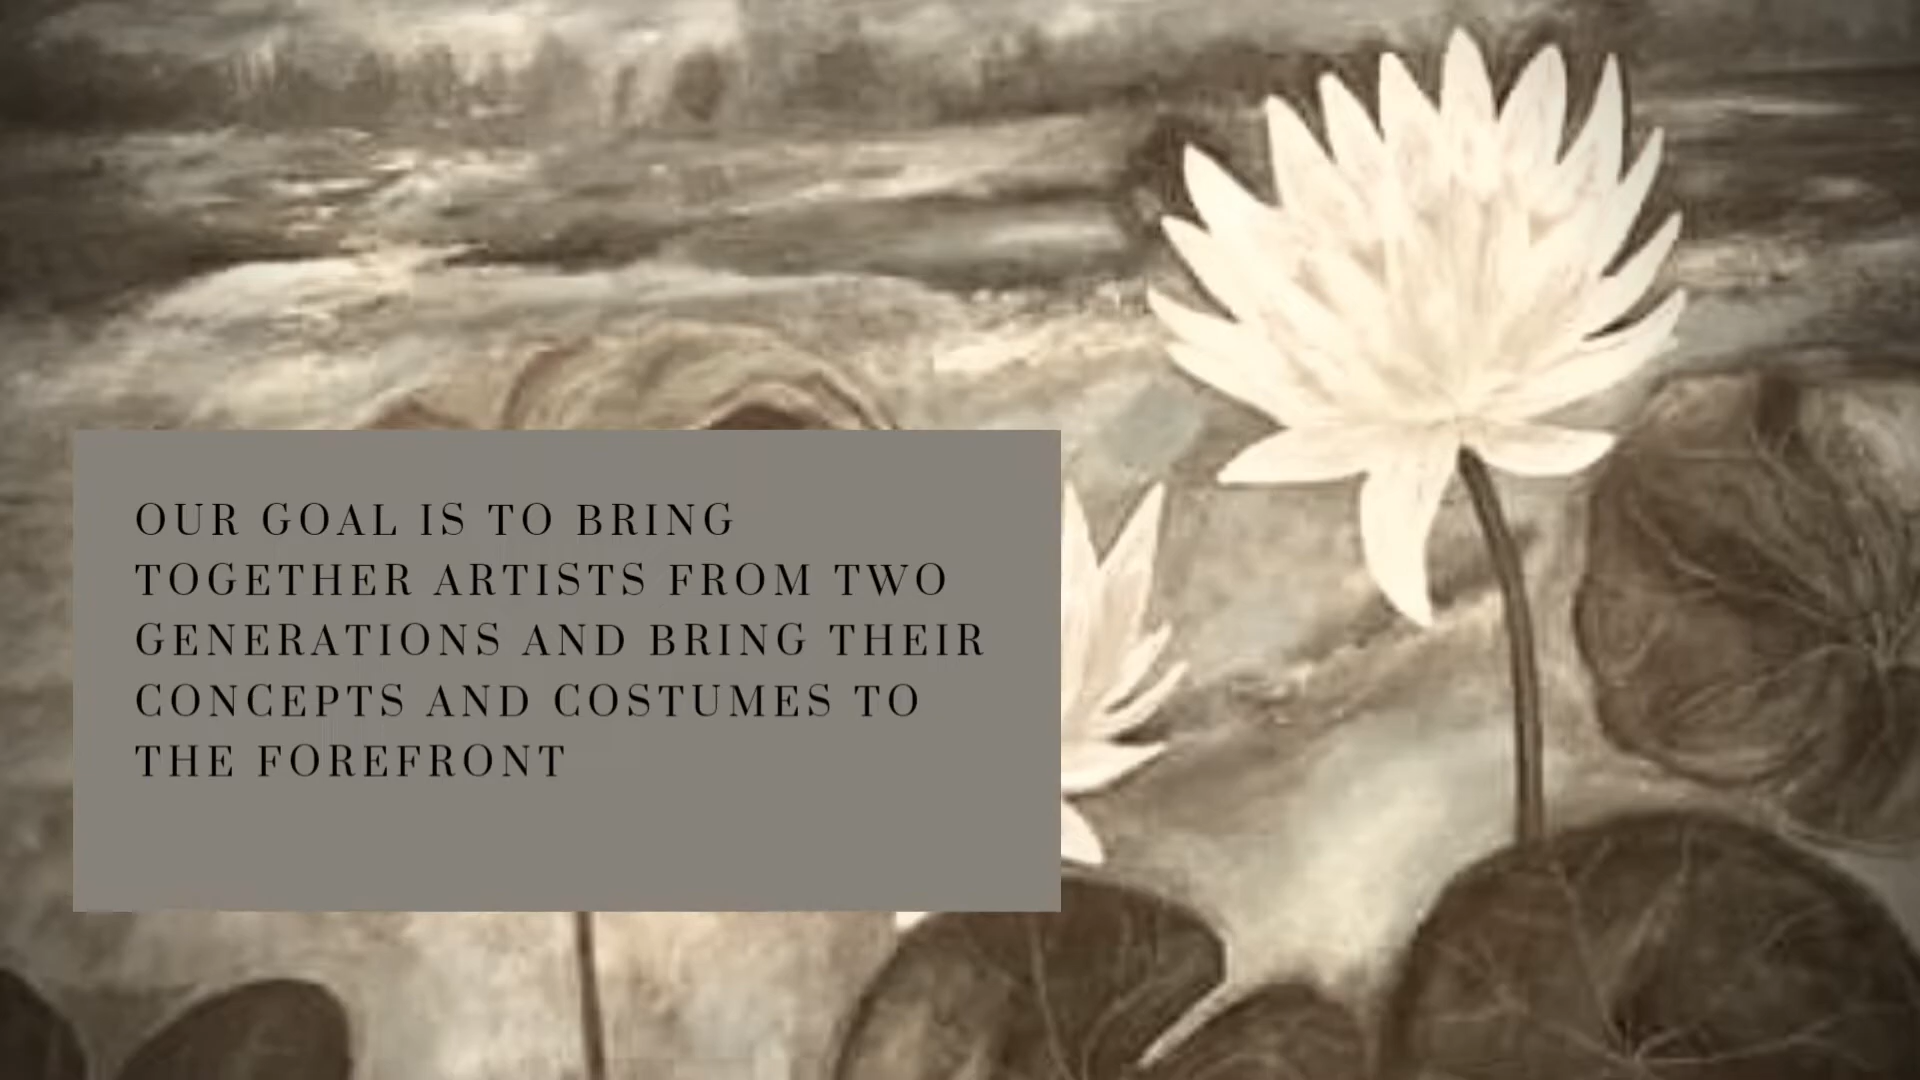 OUR GOAL IS TO BRING
TOGETHER ARTISTS FROM TWO
GENERATIONS AND BRING THEIR
CONCEPTS AND COSTUMES TO
THE FOREFRONT